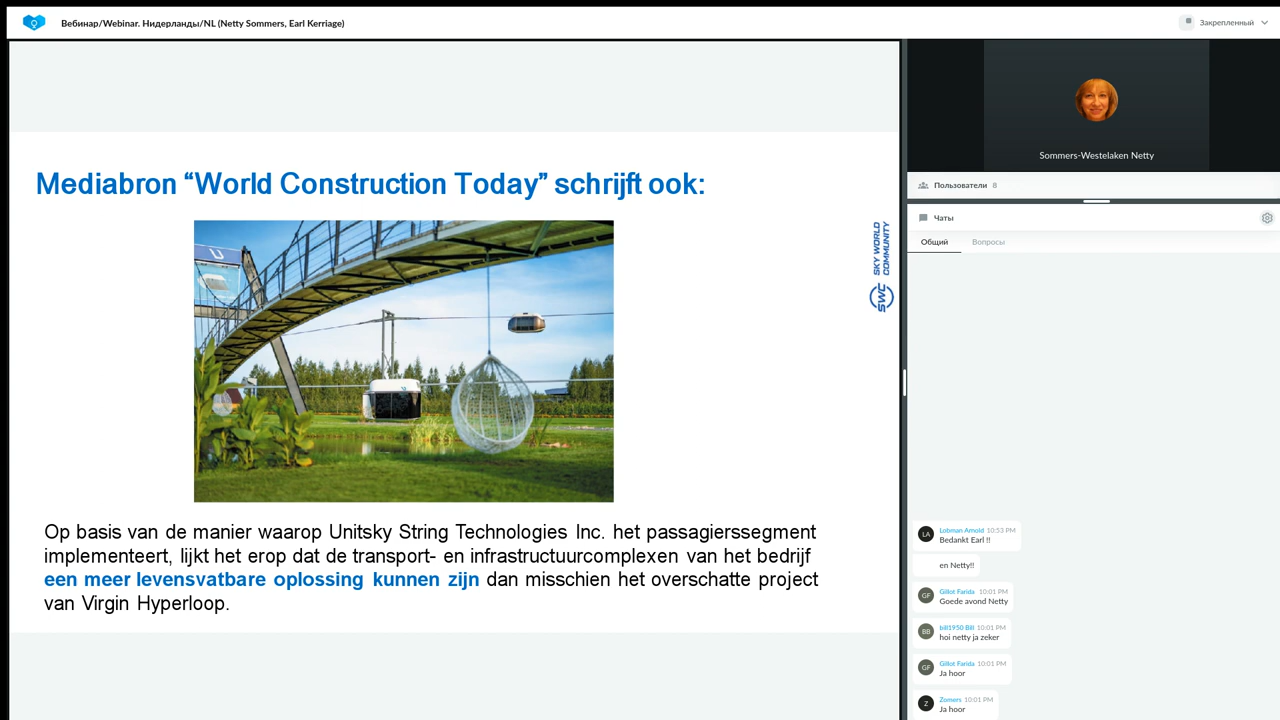 Вебинар/Webinar. Нидерланды/NL (Netty Sommers, Earl Kerriage)
Закрепленный
Mediabron “World Construction Today” schrijft ook:
U
SKY WORLD
COMMUNITY
SWC
Op basis van de manier waarop Unitsky String Technologies Inc. het passagierssegment
implementeert, lijkt het erop dat de transport- en infrastructuurcomplexen van het bedrijf
een meer levensvatbare oplossing kunnen zijn dan misschien het overschatte project
van Virgin Hyperloop.
Sommers-Westelaken Netty
Пользователи 8
Чаты
Общий Вопросы
LA Lobman Arnold 10:53 PM
Bedankt Earl !!
en Netty!!
GF Gillot Farida 10:01 PM
Goede avond Netty
BB bill1950 Bill 10:01 PM
hoi netty ja zeker
GF Gillot Farida 10:01 PM
Ja hoor
Z Zomers 10:01 PM
Ja hoor